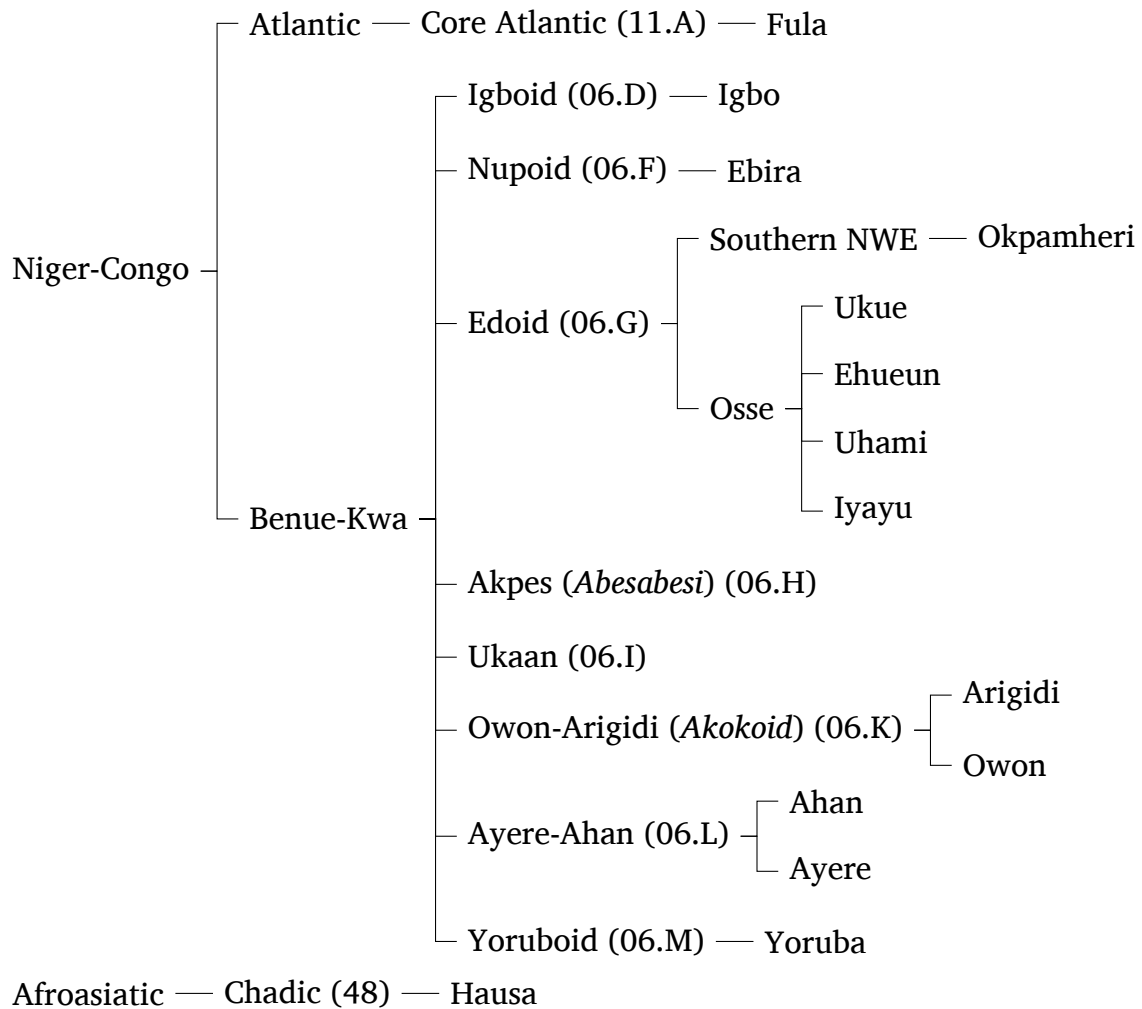 Atlantic Core Atlantic (11.A) Fula
Igboid (06.D) Igbo
Nupoid (06.F) Ebira
Southern NWE Okpamheri
Niger-Congo
Ukue
Edoid (06.G)
Ehueun
Osse
Uhami
Iyayu
Benue-Kwa
Akpes (Abesabesi) (06.H)
Ukaan (06.I)
Arigidi
Owon-Arigidi (Akokoid) (06.K)
Owon
Ahan
Ayere-Ahan (06.L)
Ayere
Yoruboid (06.M) Yoruba
Afroasiatic Chadic (48) Hausa